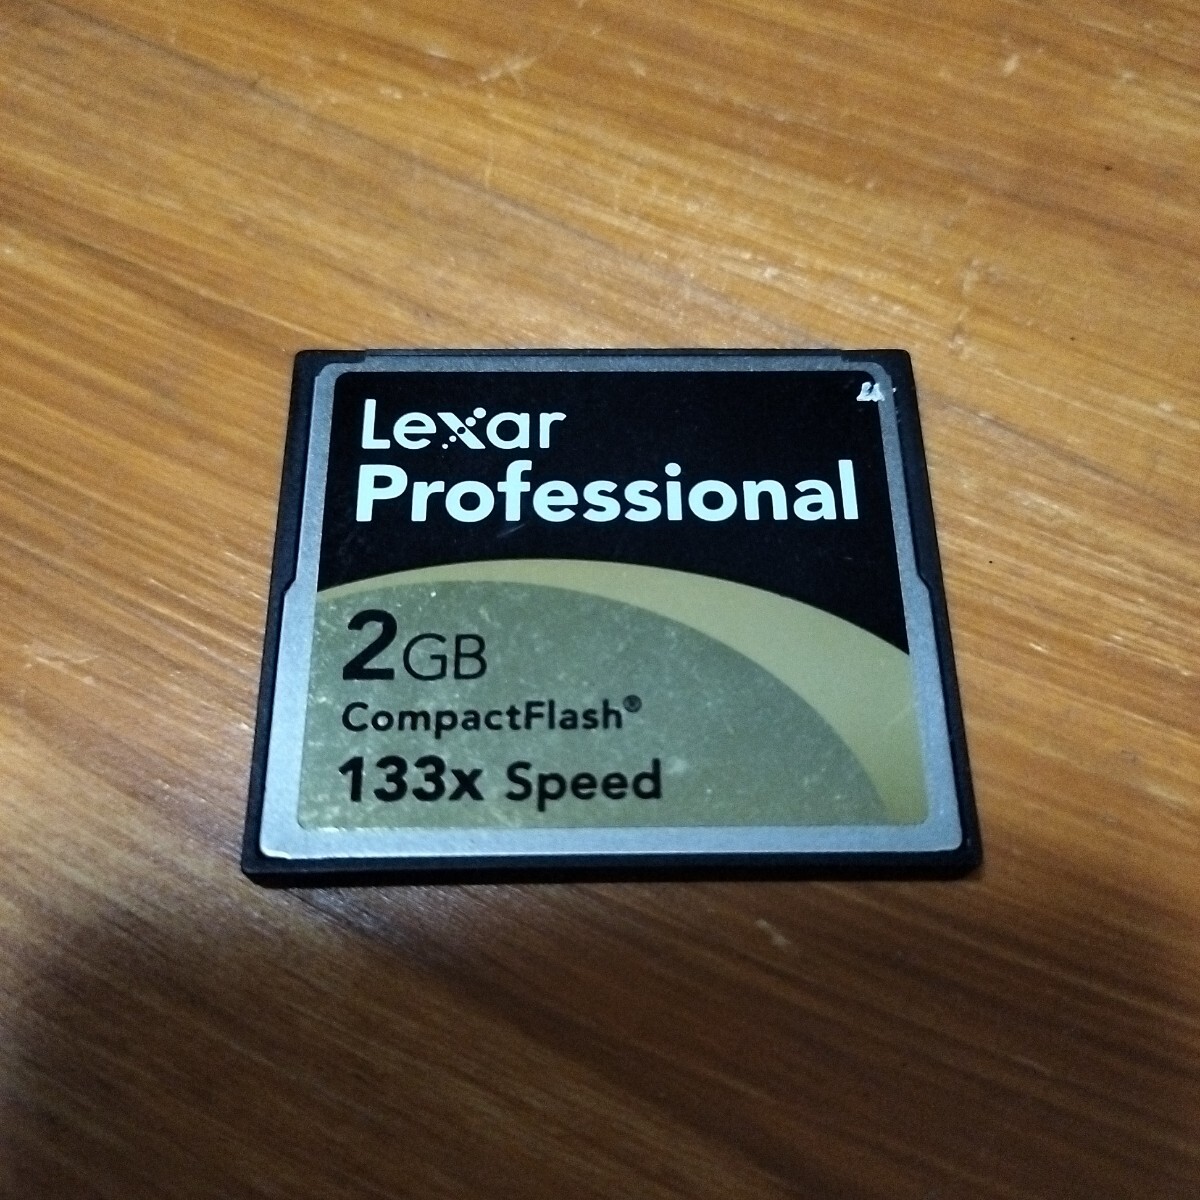 Lexar
Professional
2GB
CompactFlash®
133x Speed